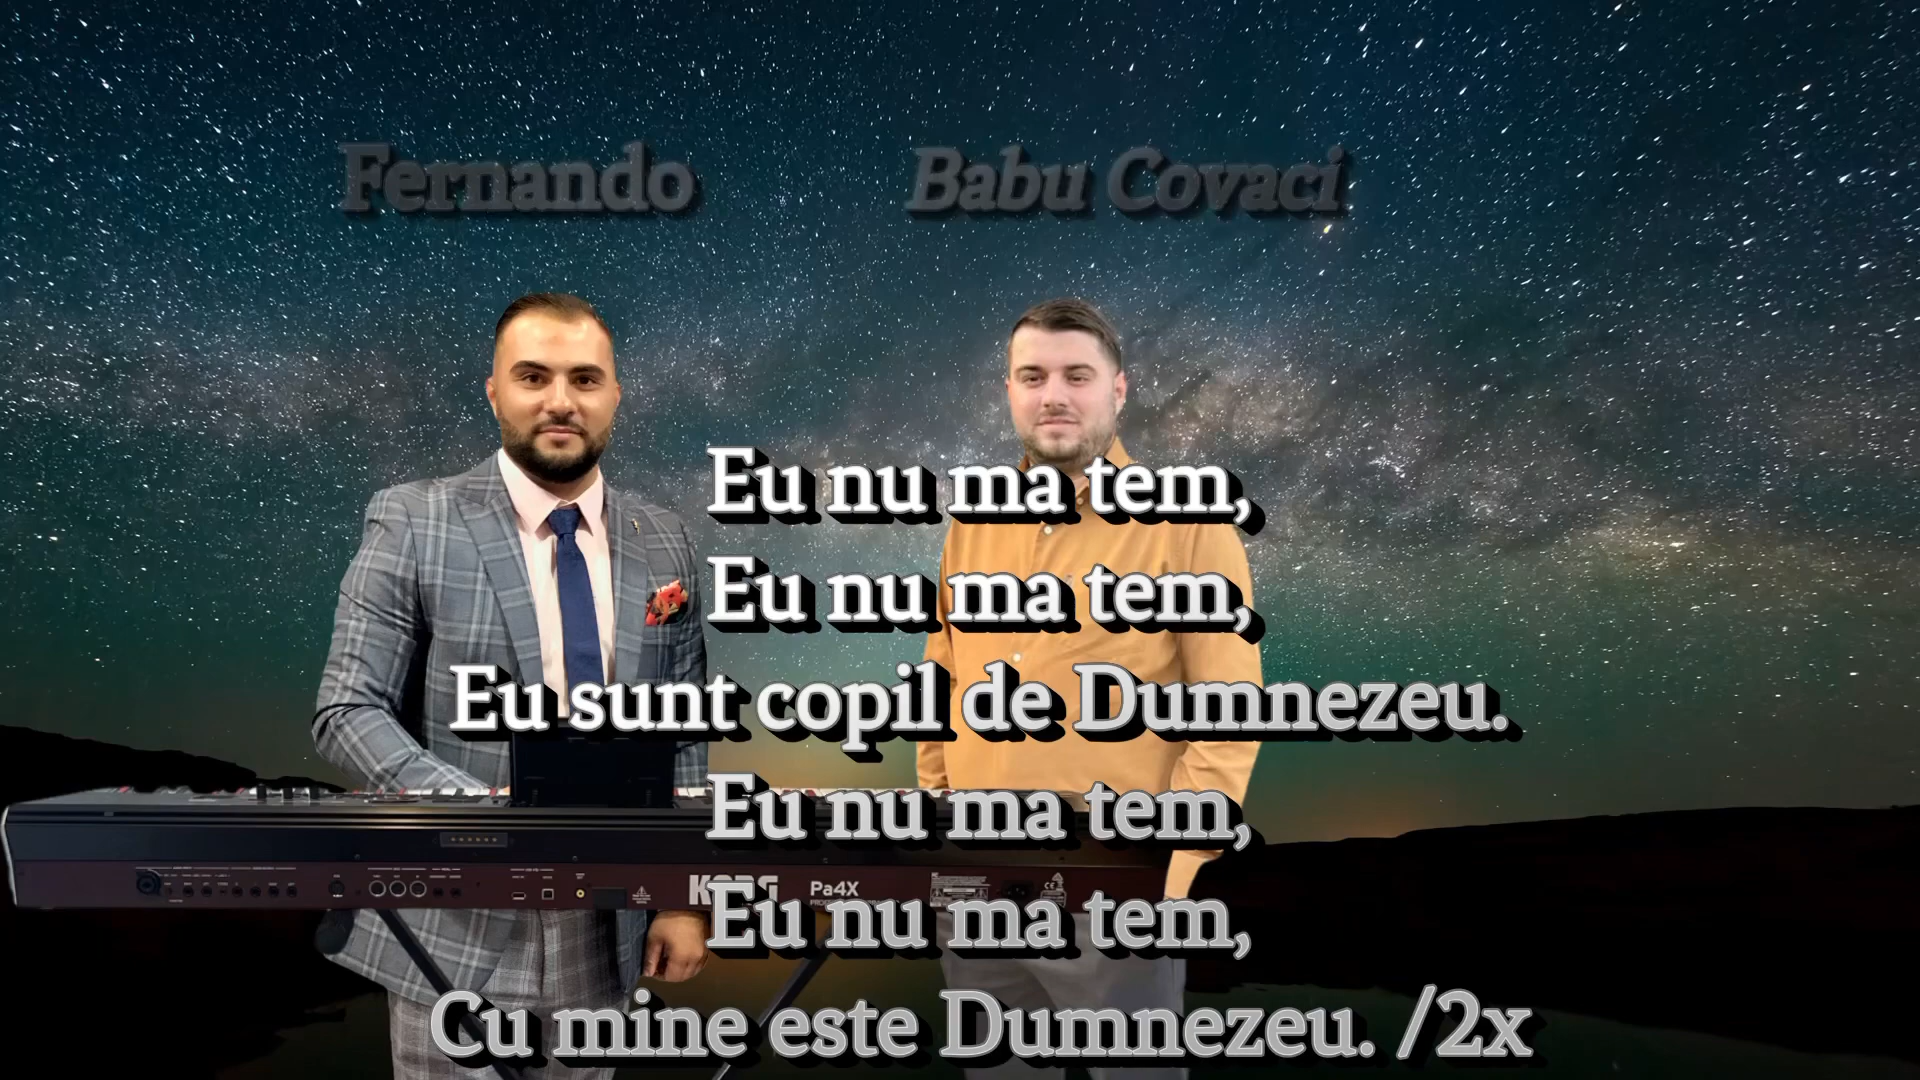 Fernando Babu Covaci
Eu nu ma tem,
Eu nu ma tem,
Eu sunt copil de Dumnezeu.
Eu nu ma tem,
KORG Pa4X
Eu nu ma tem,
Cu mine este Dumnezeu. /2x